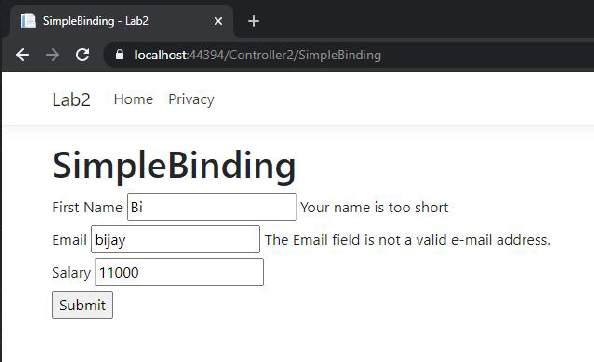 SimpleBinding - Lab2
localhost:44394/Controller2/SimpleBinding
Lab2 Home Privacy
SimpleBinding
First Name Bi Your name is too short
Email bijay The Email field is not a valid e-mail address.
Salary 11000
Submit